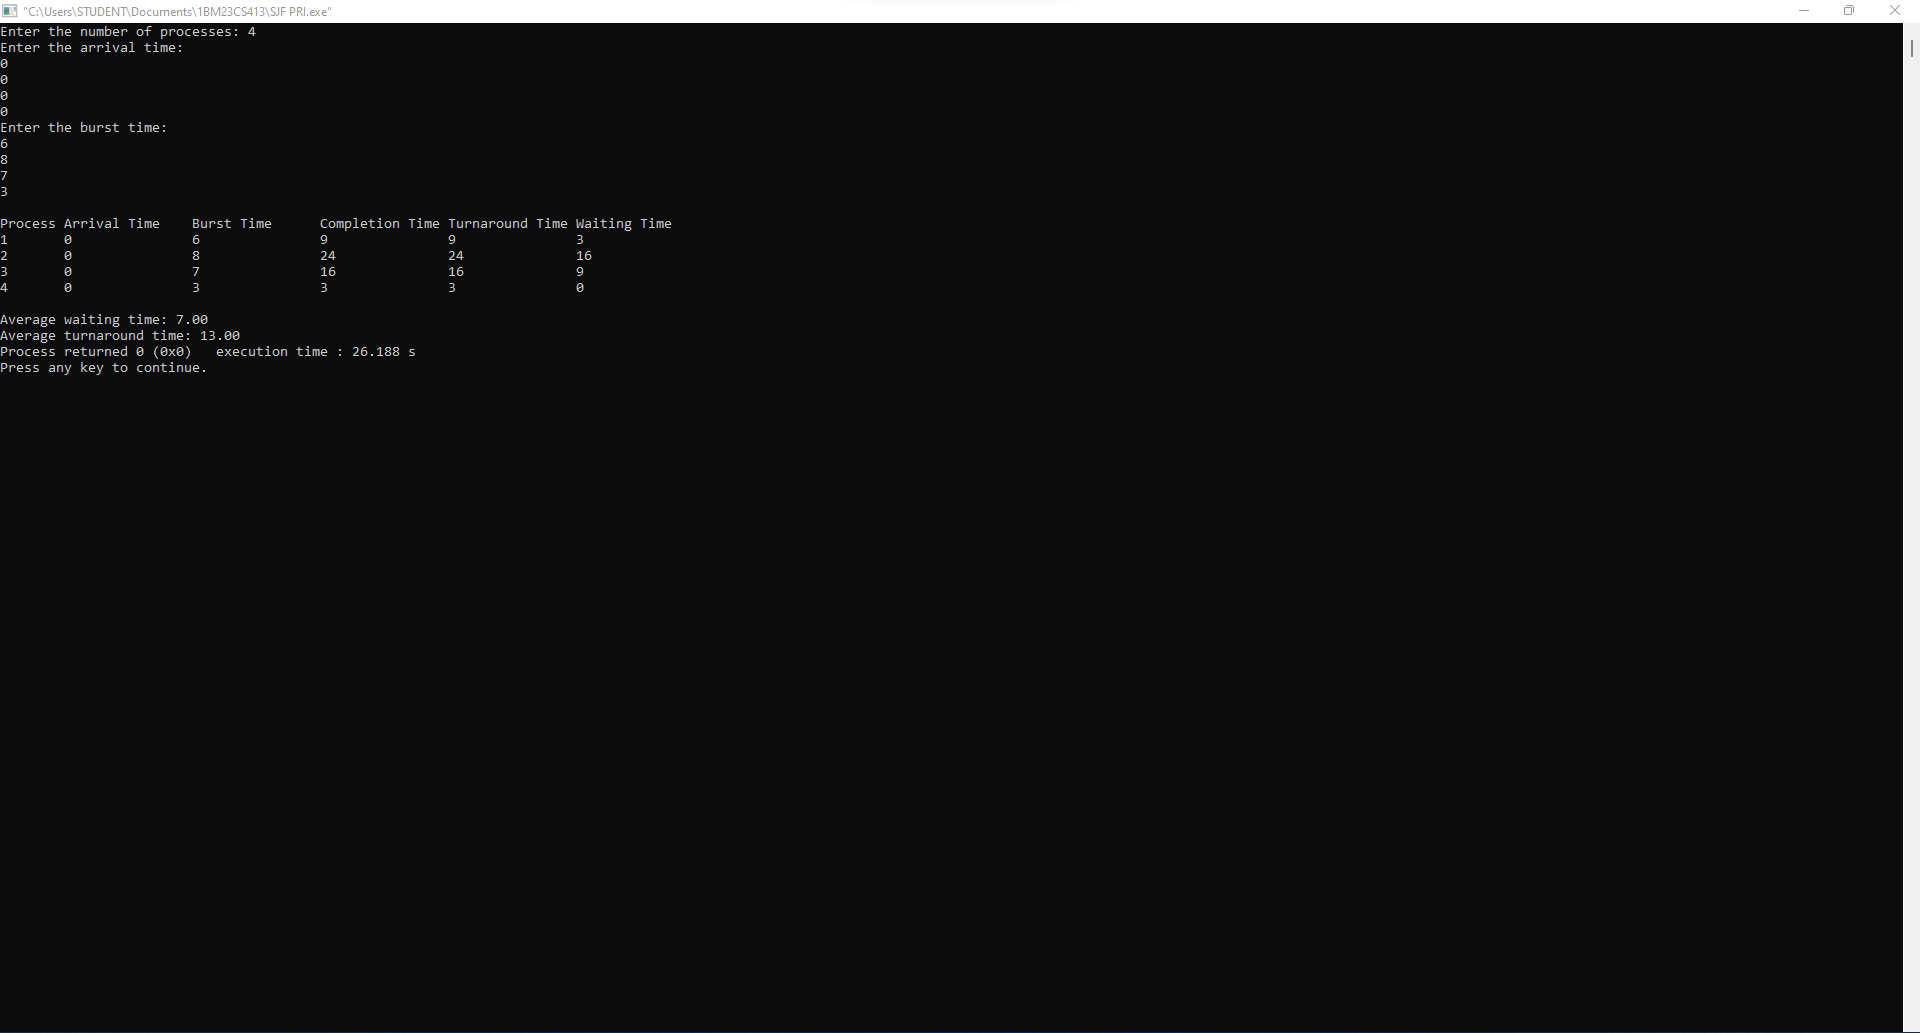 "C:\Users\STUDENT\Documents\1BM23CS413\SJF PRI.exe"
Enter the number of processes: 4
Enter the arrival time:
0
0
0
0
Enter the burst time:
6
8
7
3
Process Arrival Time    Burst Time      Completion Time Turnaround Time Waiting Time
1       0               6               9               9               3
2       0               8               24              24              16
3       0               7               16              16              9
4       0               3               3               3               0
Average waiting time: 7.00
Average turnaround time: 13.00
Process returned 0 (0x0)   execution time : 26.188 s
Press any key to continue.